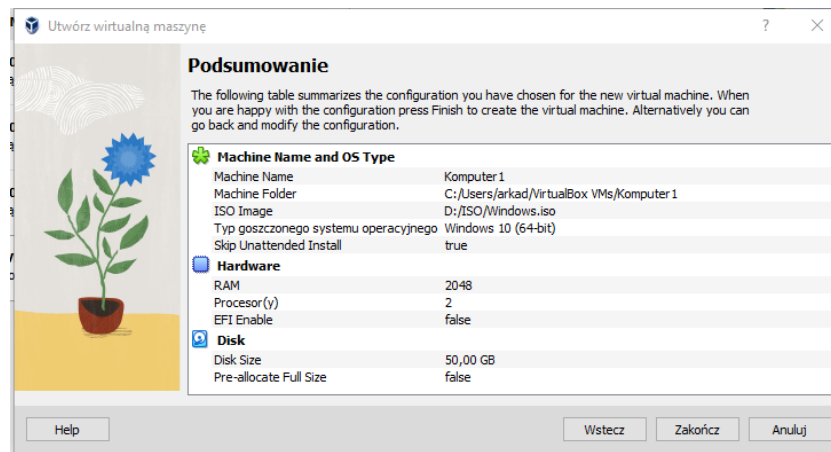 Utwórz wirtualną maszynę
?
Podsumowanie
The following table summarizes the configuration you have chosen for the new virtual machine. When
you are happy with the configuration press Finish to create the virtual machine. Alternatively you can
go back and modify the configuration.
Machine Name and OS Type
Machine Name Komputer1
Machine Folder C:/Users/arkad/VirtualBox VMs/Komputer1
ISO Image D:/ISO/Windows.iso
Typ goszczonego systemu operacyjnego Windows 10 (64-bit)
Skip Unattended Install true
Hardware
RAM 2048
Procesor(y) 2
EFI Enable false
Disk
Disk Size 50,00 GB
Pre-allocate Full Size false
Help Wstecz Zakończ Anuluj